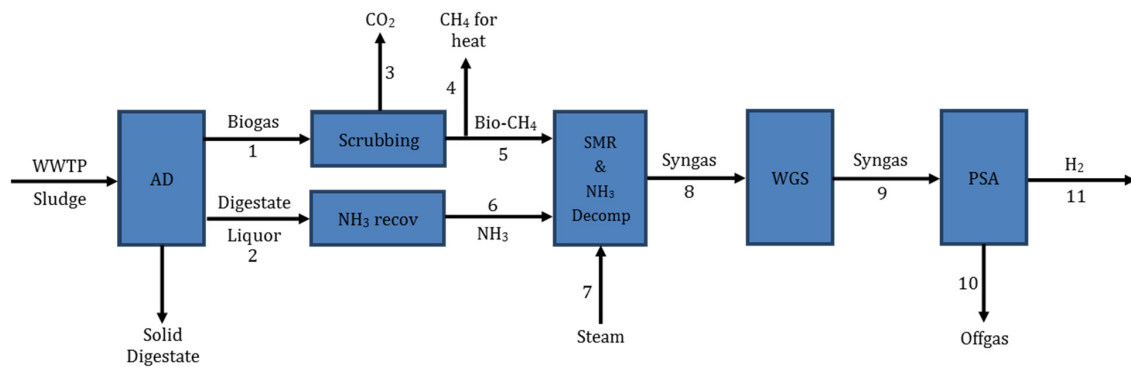 CO₂
CH₄ for
heat
3
4
Biogas
1
Scrubbing
Bio-CH₄
5
WWTP
Sludge
AD
SMR
&
NH₃
Decomp
Syngas
8
WGS
Syngas
9
PSA
H₂
11
Digestate
Liquor
2
NH₃ recov
6
NH₃
7
Steam
10
Offgas
Solid
Digestate